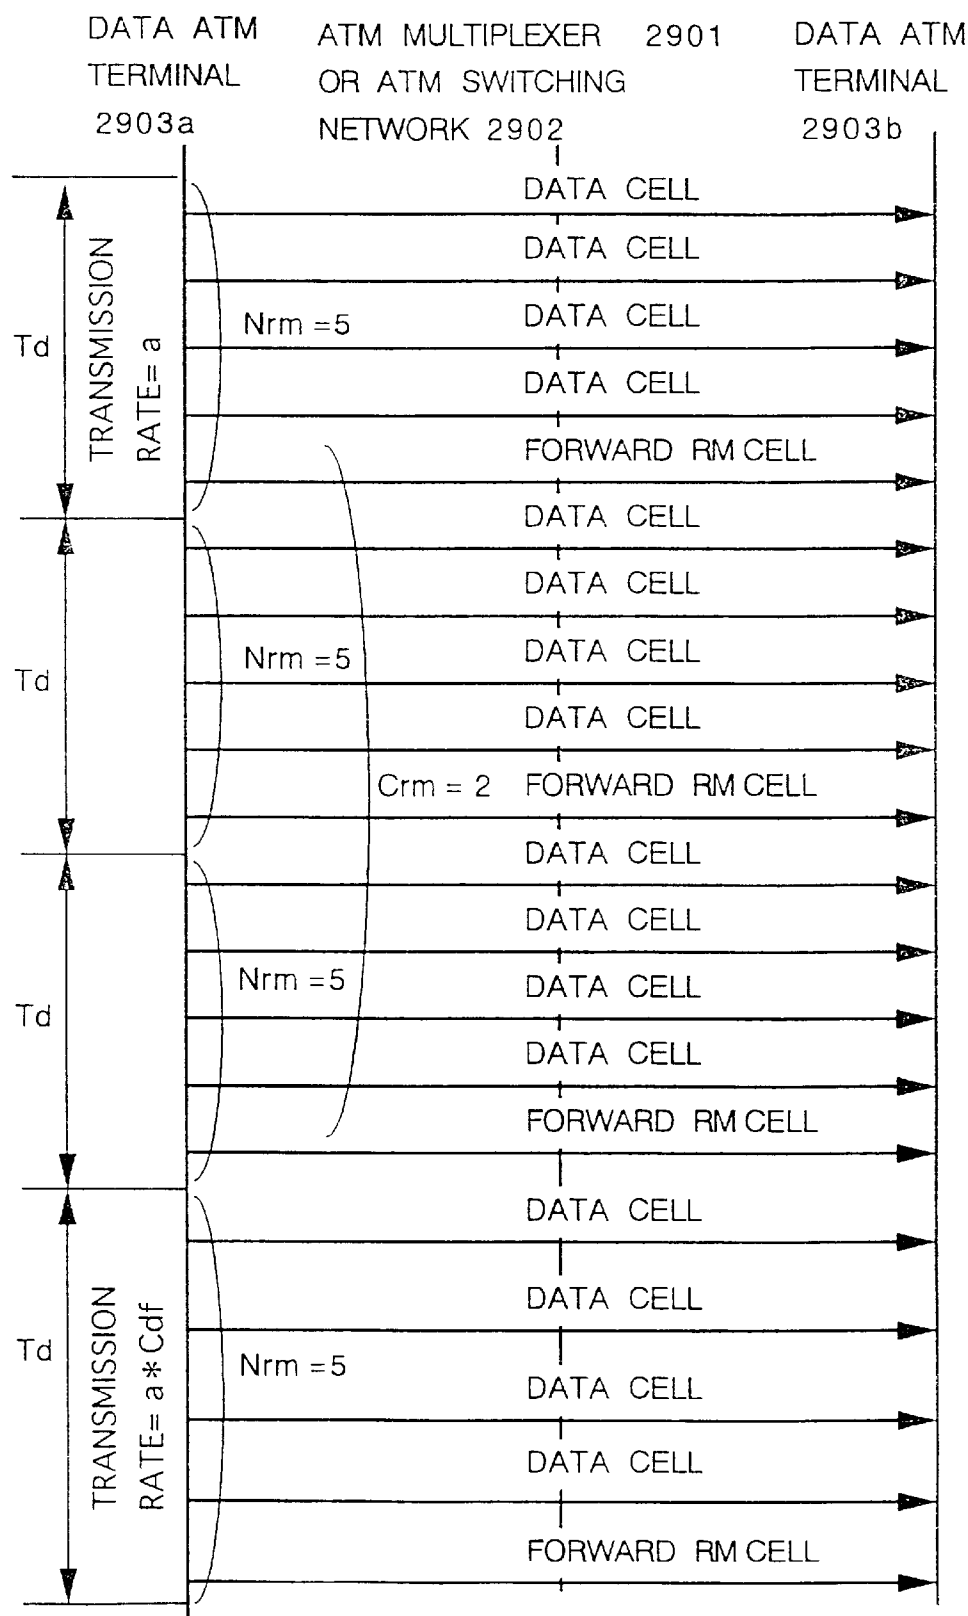 DATA ATM
TERMINAL
2903a
ATM MULTIPLEXER 2901
OR ATM SWITCHING
NETWORK 2902
DATA ATM
TERMINAL
2903b
DATA CELL
DATA CELL
Td
TRANSMISSION
RATE= a
Nrm =5
DATA CELL
DATA CELL
FORWARD RM CELL
DATA CELL
DATA CELL
Td
Nrm =5
DATA CELL
DATA CELL
Crm = 2
FORWARD RM CELL
DATA CELL
DATA CELL
Td
Nrm =5
DATA CELL
DATA CELL
FORWARD RM CELL
DATA CELL
DATA CELL
Td
TRANSMISSION
RATE= a * Cdf
Nrm =5
DATA CELL
DATA CELL
FORWARD RM CELL